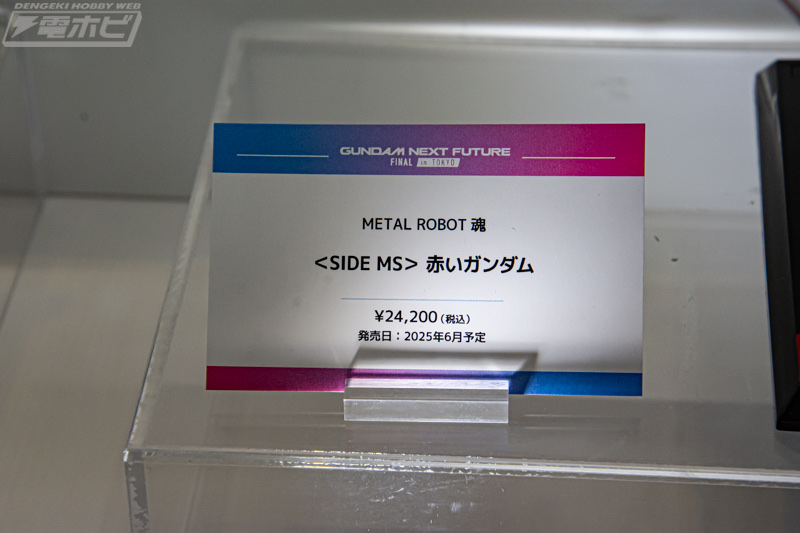 DENGEKI HOBBY WEB
電ホビ
GUNDAM NEXT FUTURE
FINAL in TOKYO
METAL ROBOT 魂
＜SIDE MS＞ 赤いガンダム
¥24,200（税込）
発売日：2025年6月予定